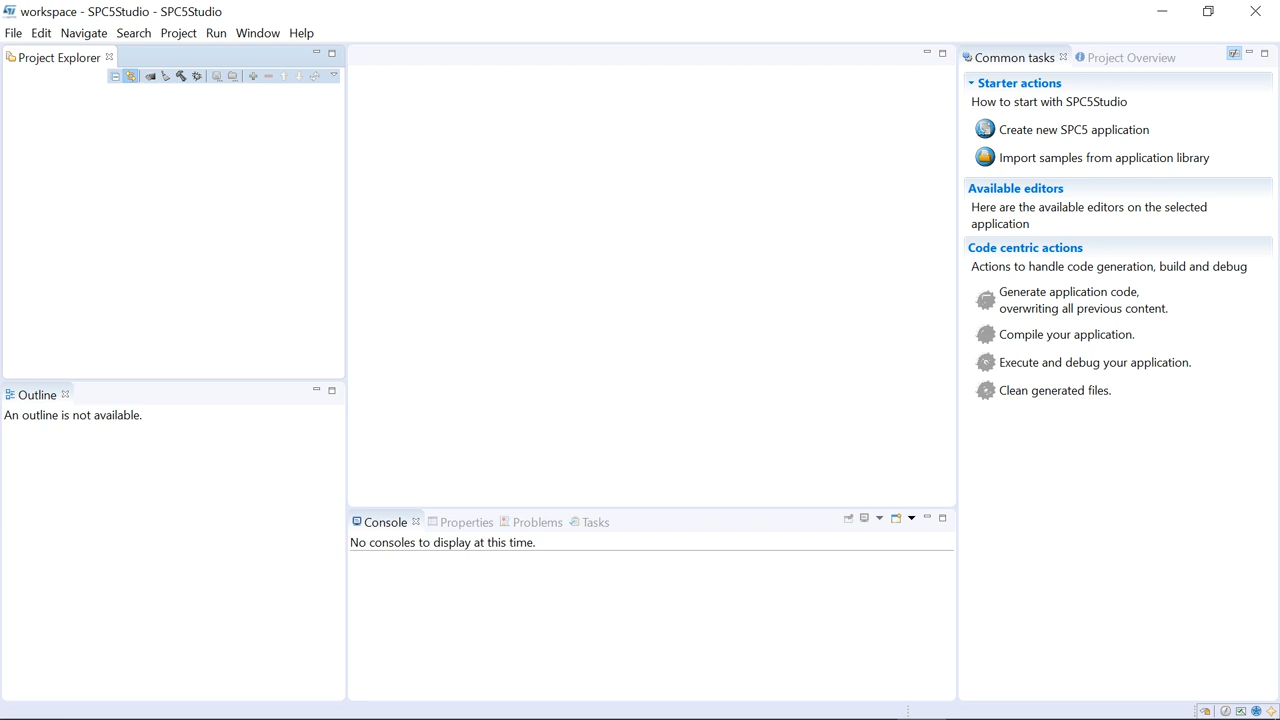 workspace - SPC5Studio - SPC5Studio
File Edit Navigate Search Project Run Window Help
Project Explorer
Common tasks Project Overview
Starter actions
How to start with SPC5Studio
Create new SPC5 application
Import samples from application library
Available editors
Here are the available editors on the selected
application
Code centric actions
Actions to handle code generation, build and debug
Generate application code,
overwriting all previous content.
Compile your application.
Execute and debug your application.
Clean generated files.
Outline
An outline is not available.
Console Properties Problems Tasks
No consoles to display at this time.